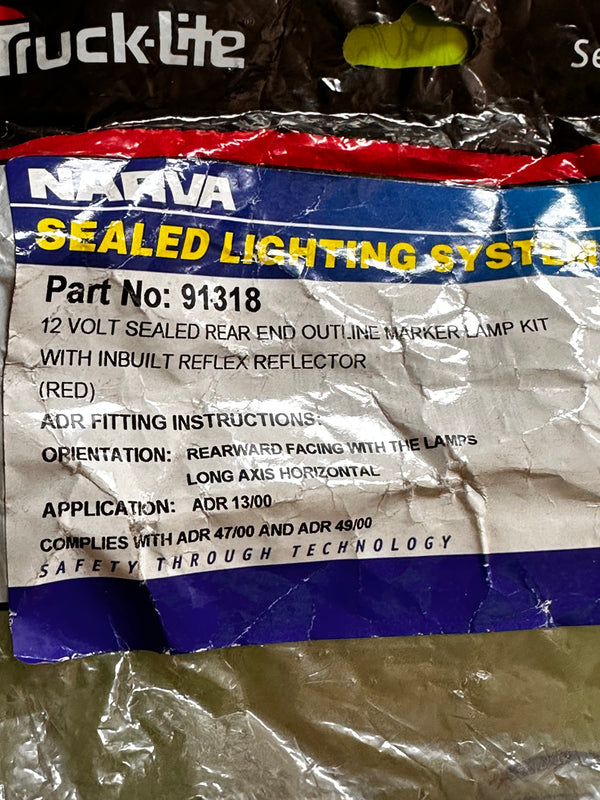 Truck-Lite®
Se
NARVA
SEALED LIGHTING SYSTEM
Part No: 91318
12 VOLT SEALED REAR END OUTLINE MARKER LAMP KIT
WITH INBUILT REFLEX REFLECTOR
(RED)
ADR FITTING INSTRUCTIONS:
ORIENTATION: REARWARD FACING WITH THE LAMPS
LONG AXIS HORIZONTAL
APPLICATION: ADR 13/00
COMPLIES WITH ADR 47/00 AND ADR 49/00
SAFETY THROUGH TECHNOLOGY